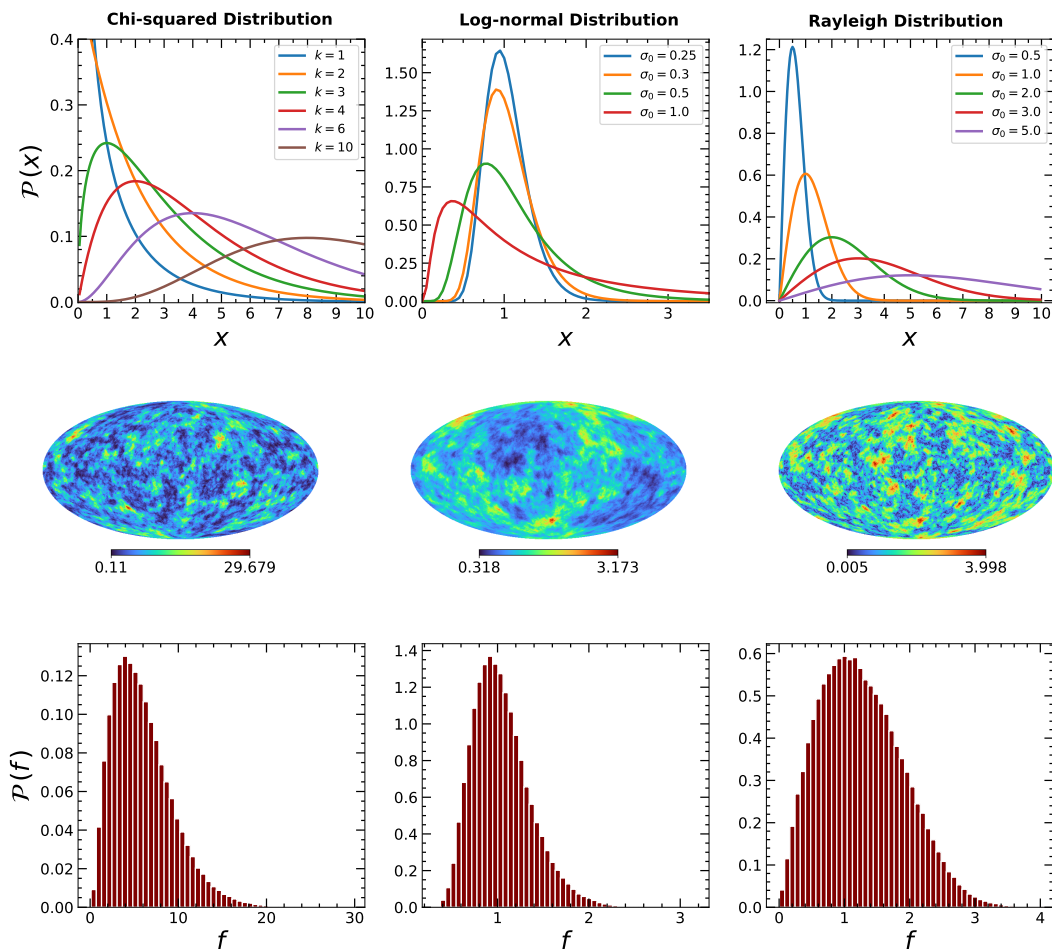 Chi-squared Distribution
Log-normal Distribution
Rayleigh Distribution
0.4
0.3
0.2
0.1
0.0
P(x)
0 1 2 3 4 5 6 7 8 9 10
x
k = 1
k = 2
k = 3
k = 4
k = 6
k = 10
1.50
1.25
1.00
0.75
0.50
0.25
0.00
1 2 3
x
σ₀ = 0.25
σ₀ = 0.3
σ₀ = 0.5
σ₀ = 1.0
1.2
1.0
0.8
0.6
0.4
0.2
0.0
0 1 2 3 4 5 6 7 8 9 10
x
σ₀ = 0.5
σ₀ = 1.0
σ₀ = 2.0
σ₀ = 3.0
σ₀ = 5.0
0.11 29.679
0.318 3.173
0.005 3.998
0.12
0.10
0.08
0.06
0.04
0.02
0.00
P(f)
0 10 20 30
f
1.4
1.2
1.0
0.8
0.6
0.4
0.2
0.0
1 2 3
f
0.6
0.5
0.4
0.3
0.2
0.1
0.0
0 1 2 3 4
f